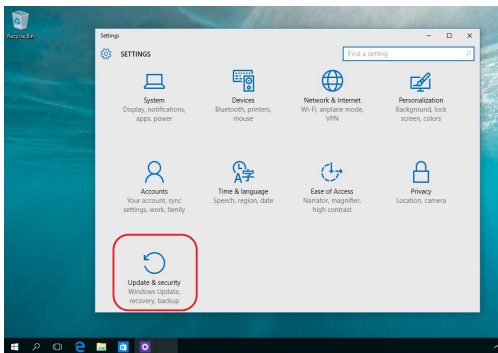 Recycle Bin
Settings
SETTINGS
Find a setting
System
Display, notifications,
apps, power
Devices
Bluetooth, printers,
mouse
Network & Internet
Wi-Fi, airplane mode,
VPN
Personalization
Background, lock
screen, colors
Accounts
Your account, sync
settings, work, family
Time & language
Speech, region, date
Ease of Access
Narrator, magnifier,
high contrast
Privacy
Location, camera
Update & security
Windows Update,
recovery, backup